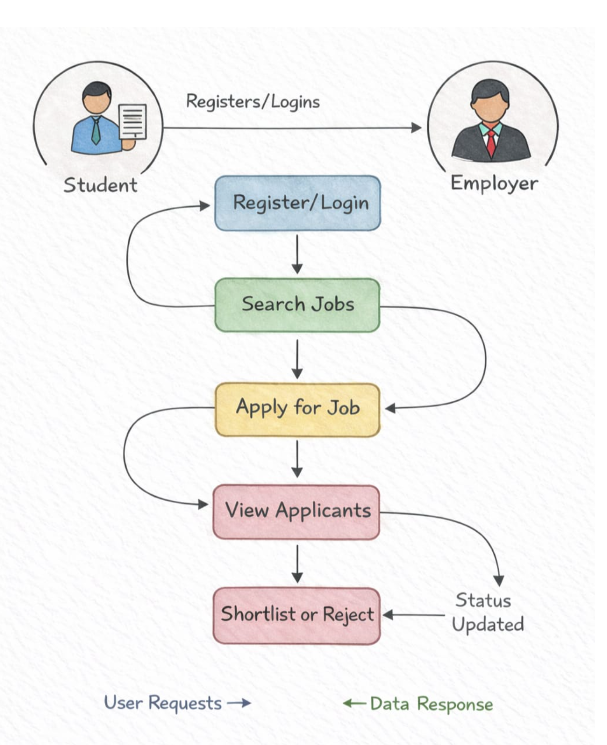 Registers/Logins
Student
Employer
Register/Login
Search Jobs
Apply for Job
View Applicants
Shortlist or Reject
Status
Updated
User Requests →
← Data Response